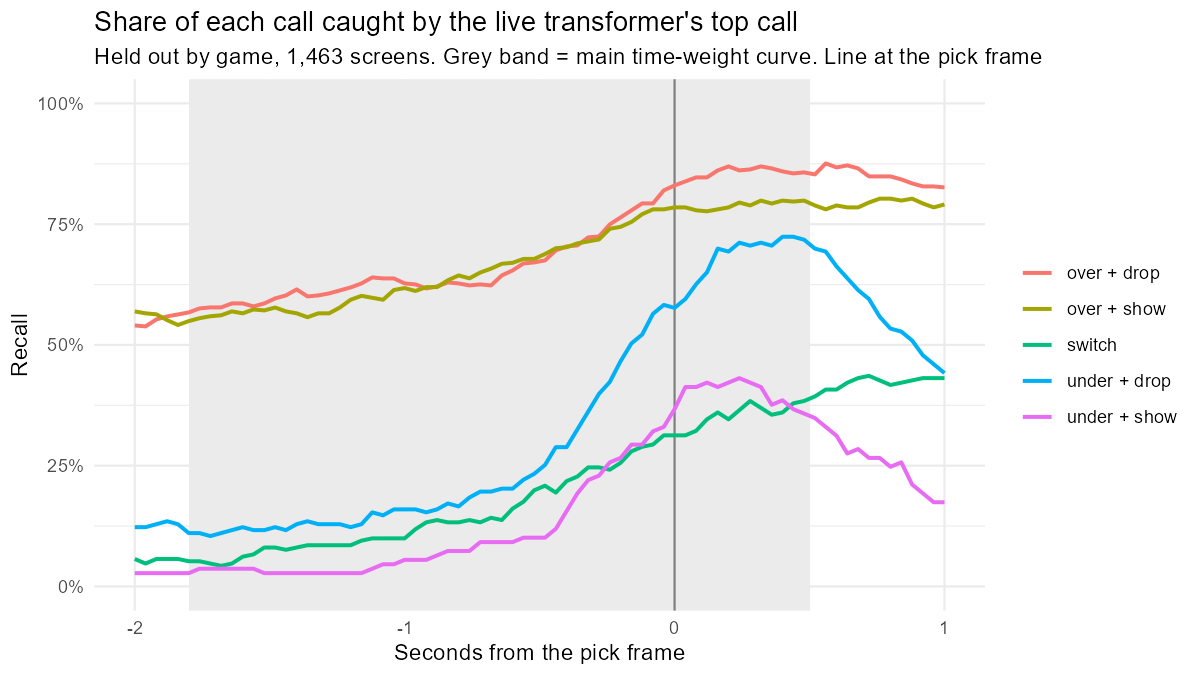 Share of each call caught by the live transformer's top call
Held out by game, 1,463 screens. Grey band = main time-weight curve. Line at the pick frame
100%
75%
50%
25%
0%
Recall
-2
-1
0
1
Seconds from the pick frame
over + drop
over + show
switch
under + drop
under + show